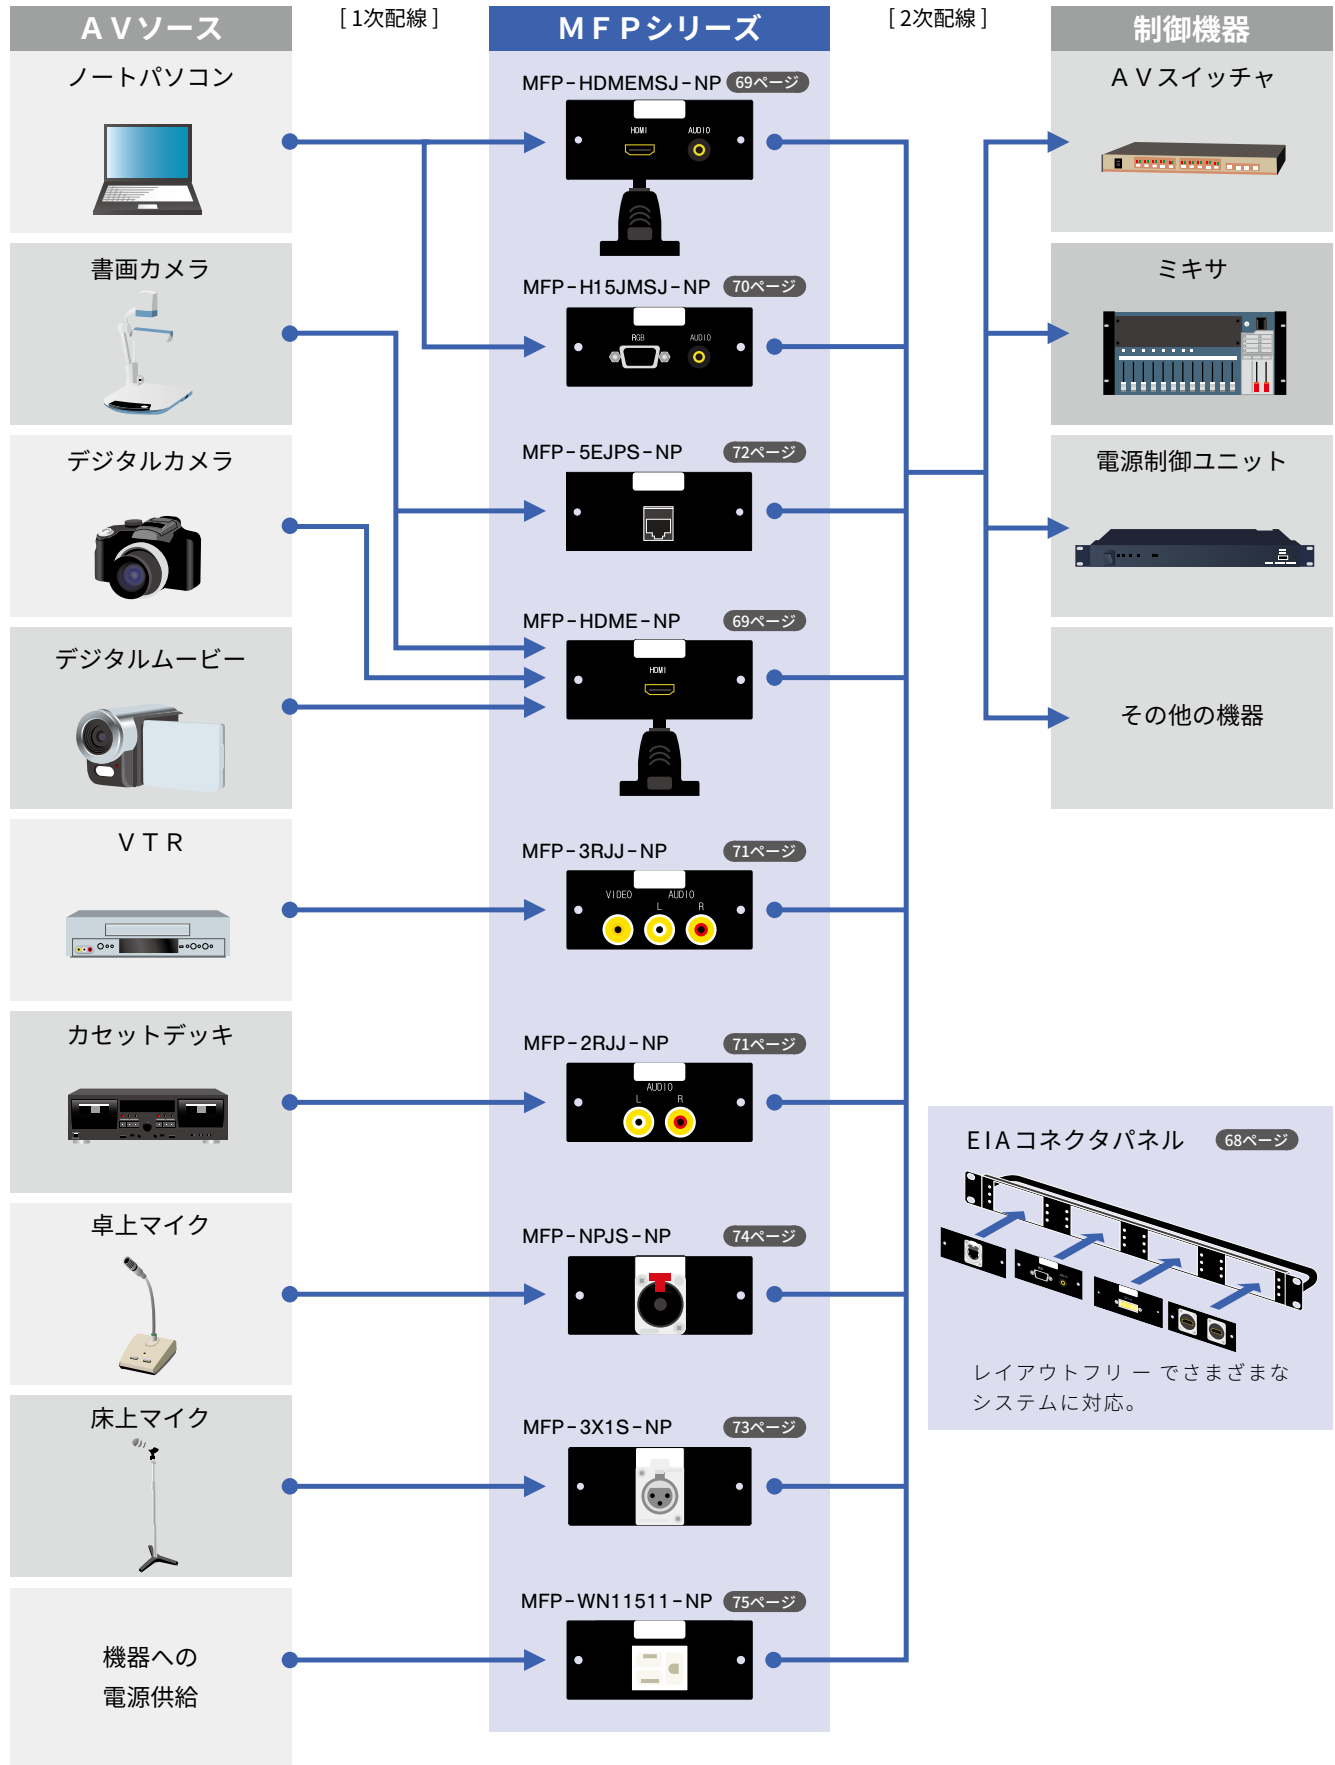 AVソース
[ 1次配線 ]
MFPシリーズ
[ 2次配線 ]
制御機器
ノートパソコン
書画カメラ
デジタルカメラ
デジタルムービー
VTR
カセットデッキ
卓上マイク
床上マイク
機器への
電源供給
MFP-HDMEMSJ-NP 69ページ
HDMI AUDIO
MFP-H15JMSJ-NP 70ページ
RGB AUDIO
MFP-5EJPS-NP 72ページ
MFP-HDME-NP 69ページ
HDMI
MFP-3RJJ-NP 71ページ
VIDEO AUDIO
L R
MFP-2RJJ-NP 71ページ
AUDIO
L R
MFP-NPJS-NP 74ページ
MFP-3X1S-NP 73ページ
MFP-WN11511-NP 75ページ
AVスイッチャ
ミキサ
電源制御ユニット
その他の機器
EIAコネクタパネル 68ページ
レイアウトフリーでさまざまな
システムに対応。